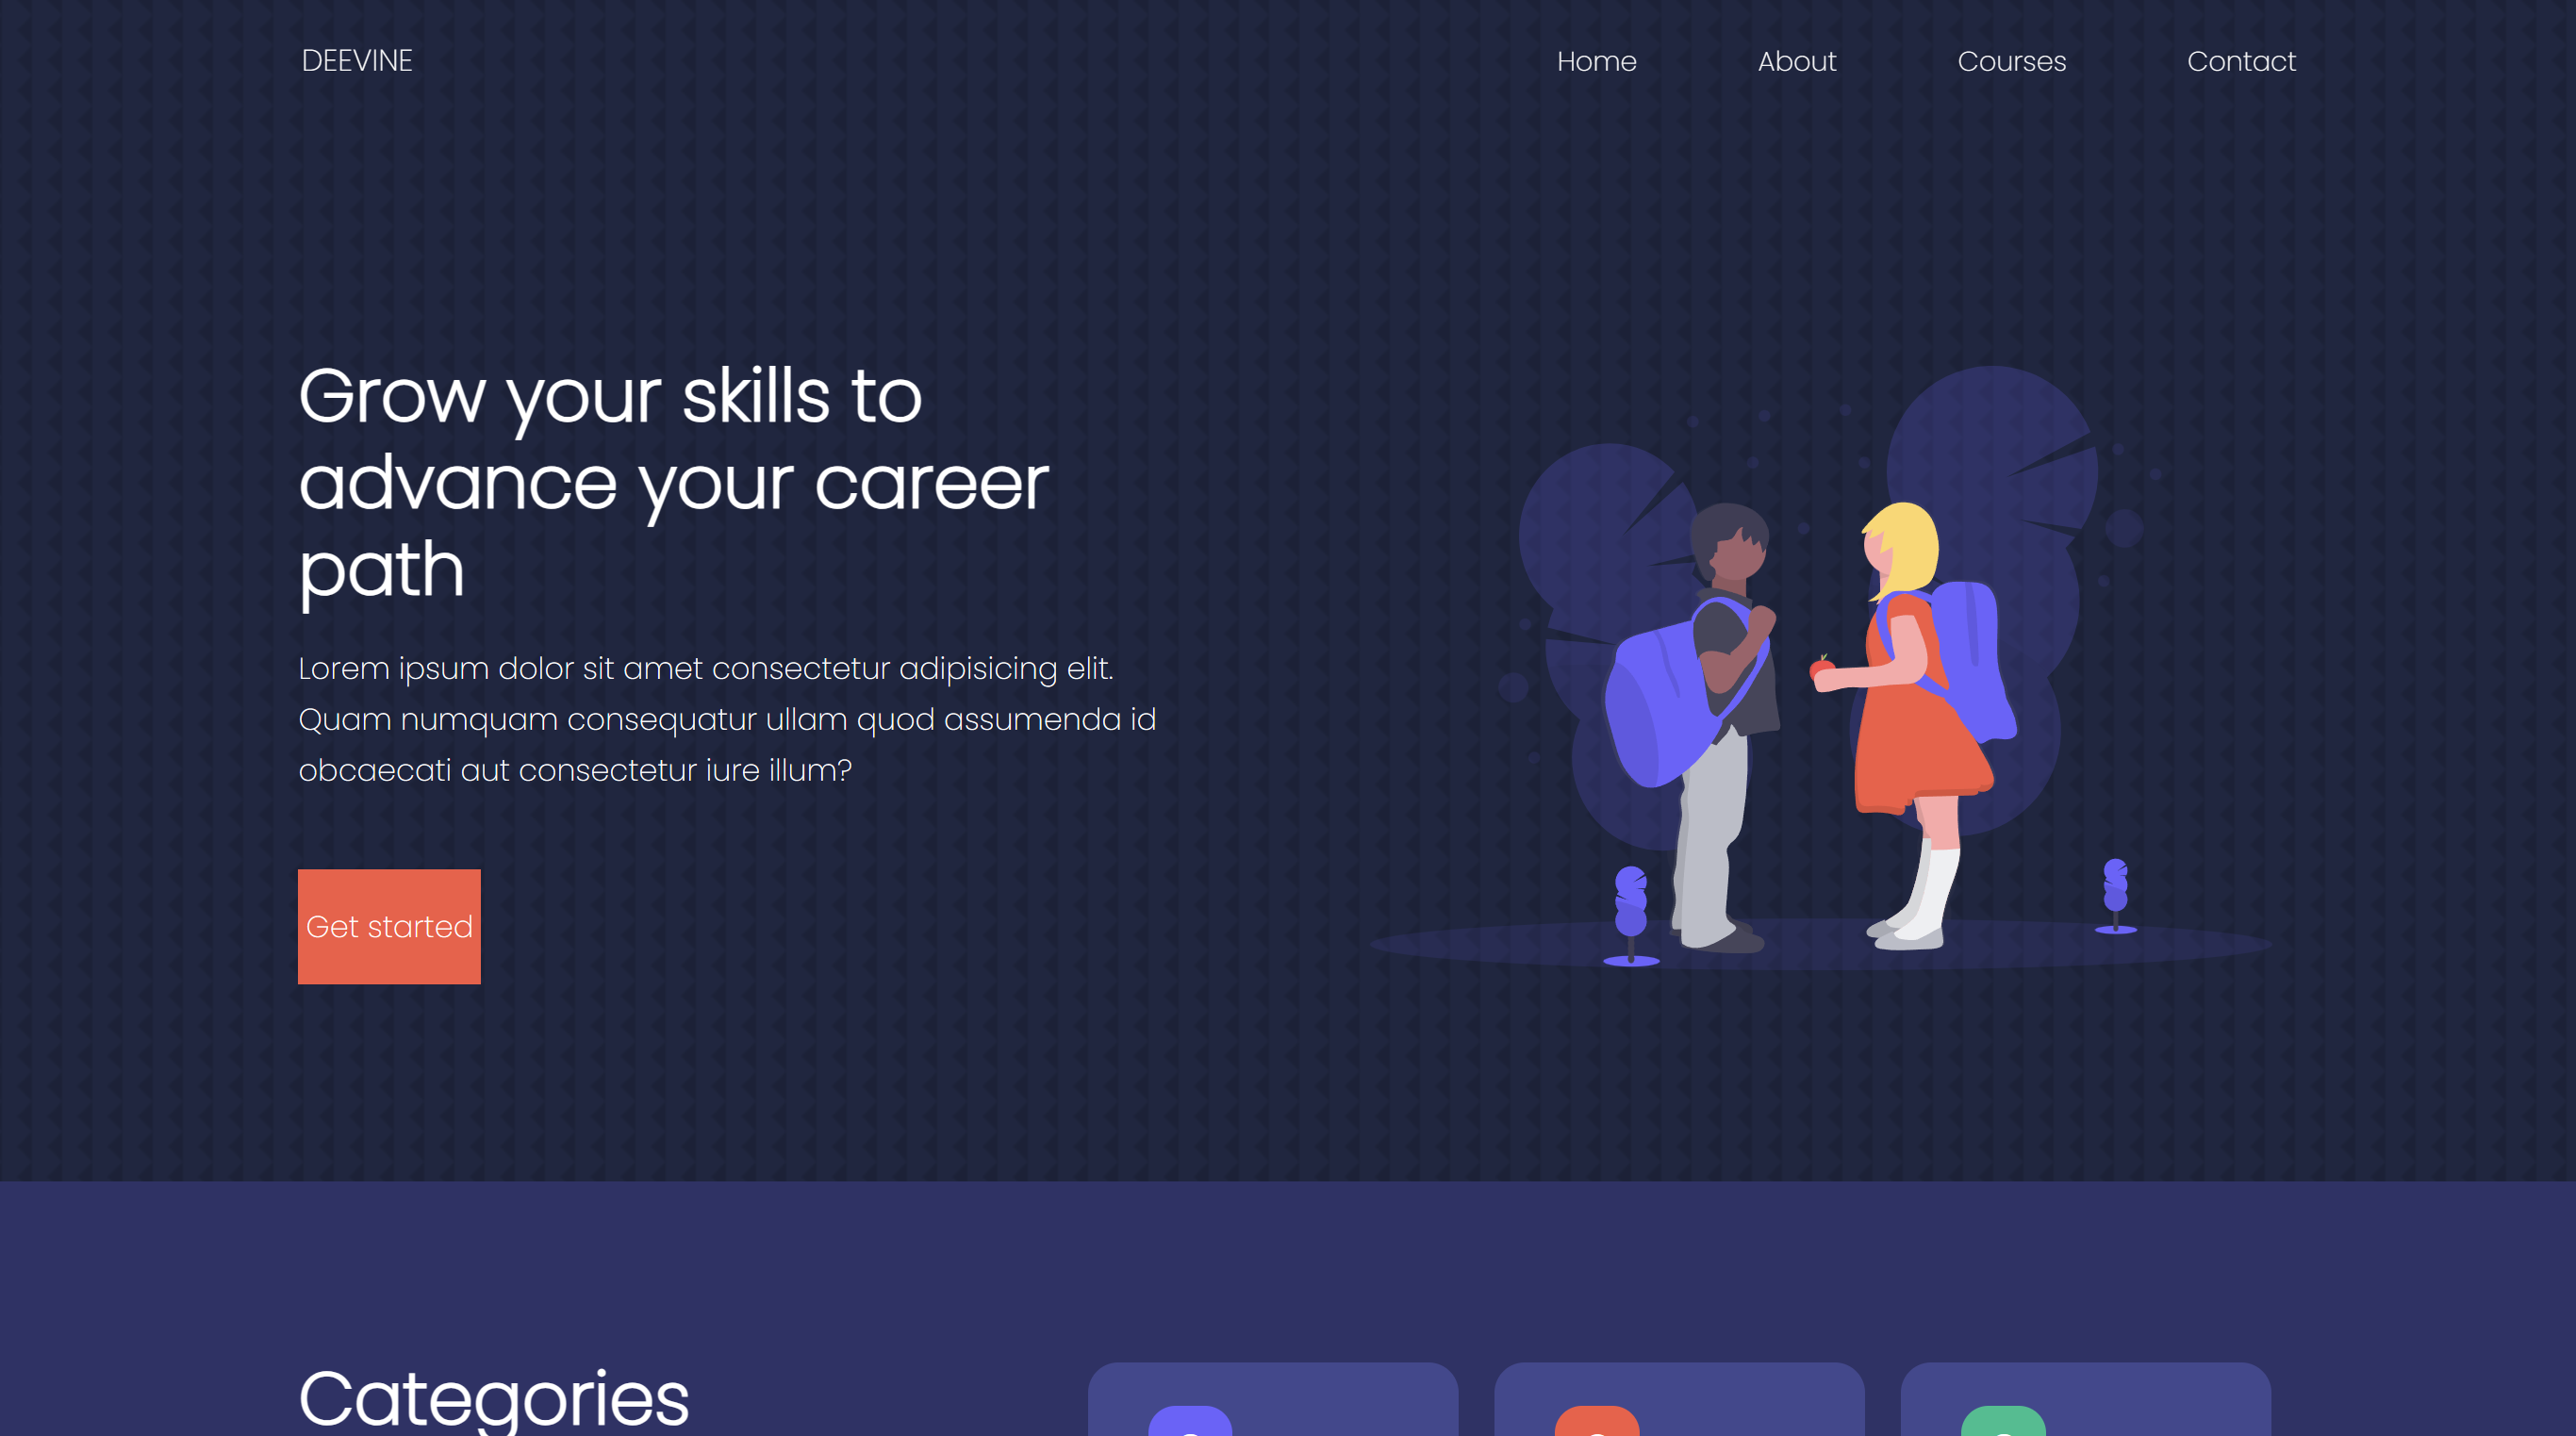 DEEVINE
Home
About
Courses
Contact
Grow your skills to
advance your career
path
Lorem ipsum dolor sit amet consectetur adipisicing elit.
Quam numquam consequatur ullam quod assumenda id
obcaecati aut consectetur iure illum?
Get started
Categories